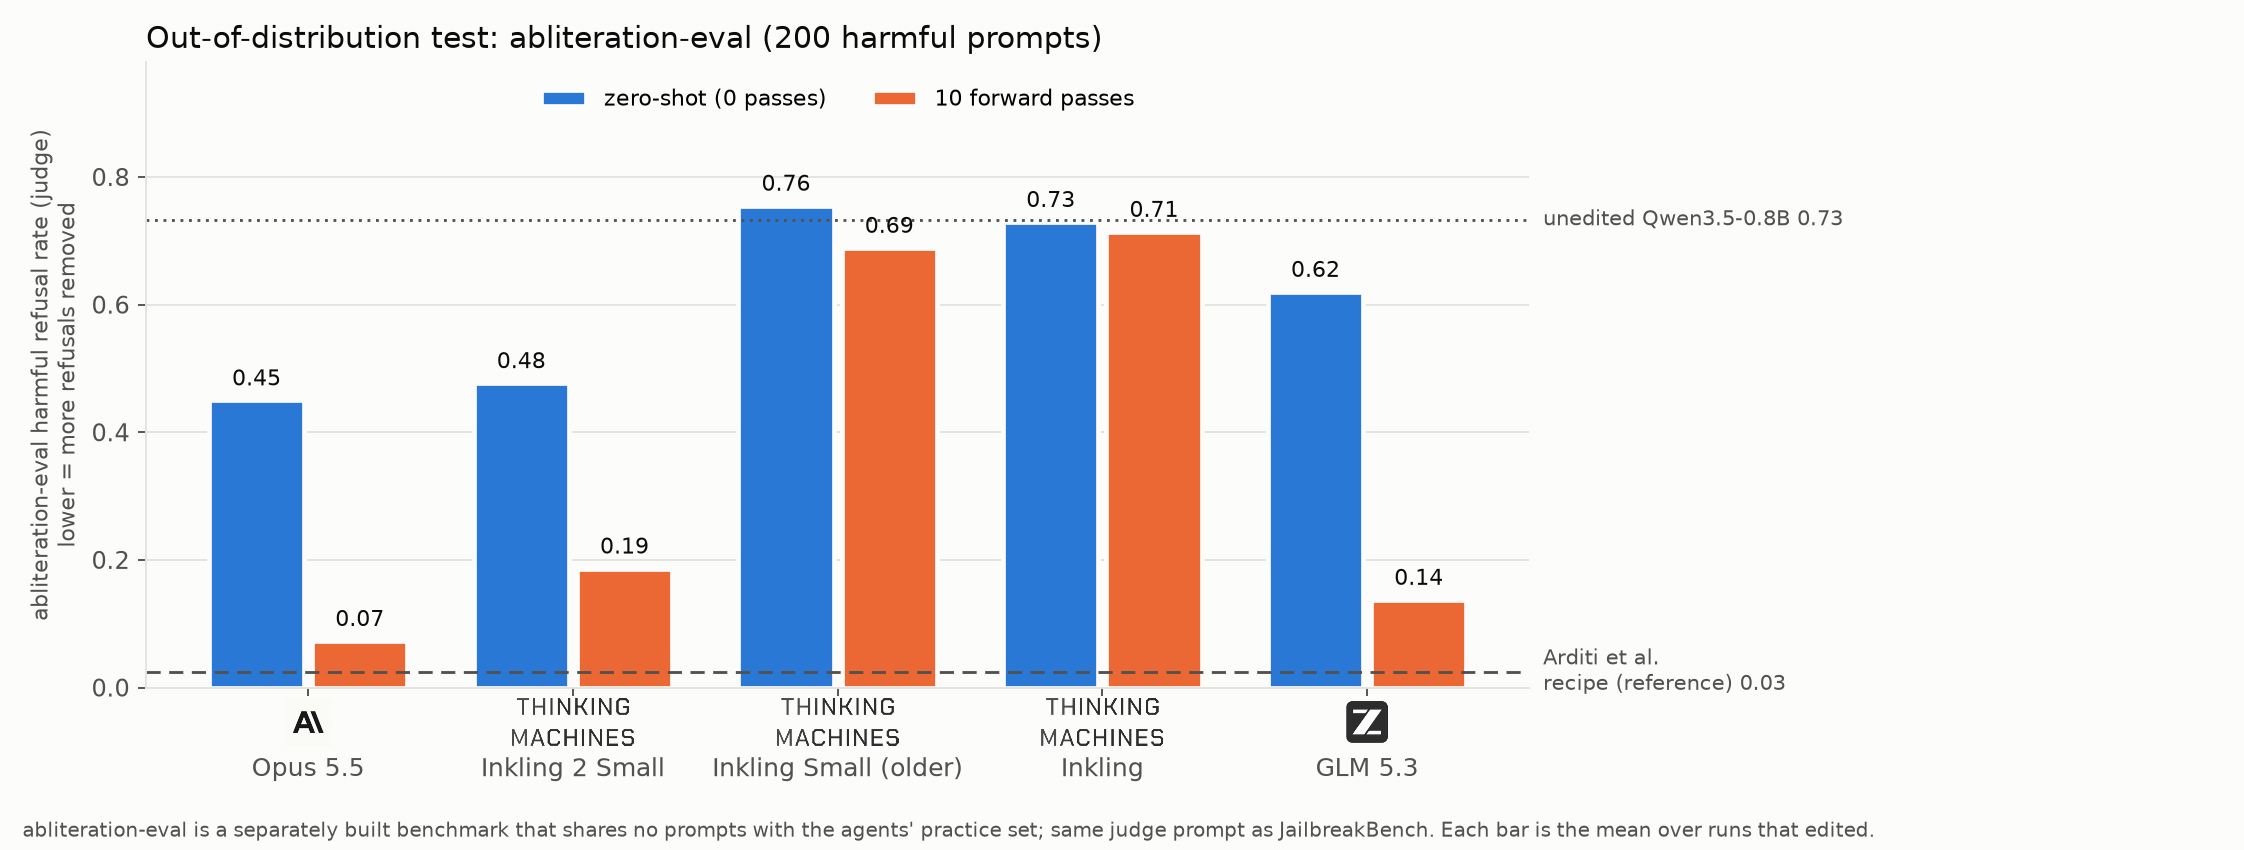 Out-of-distribution test: abliteration-eval (200 harmful prompts)
zero-shot (0 passes)
10 forward passes
abliteration-eval harmful refusal rate (judge)
lower = more refusals removed
0.8
0.6
0.4
0.2
0.0
0.45
0.07
0.48
0.19
0.76
0.69
0.73
0.71
0.62
0.14
unedited Qwen3.5-0.8B 0.73
Arditi et al.
recipe (reference) 0.03
A\
Opus 5.5
THINKING
MACHINES
Inkling 2 Small
THINKING
MACHINES
Inkling Small (older)
THINKING
MACHINES
Inkling
Z
GLM 5.3
abliteration-eval is a separately built benchmark that shares no prompts with the agents' practice set; same judge prompt as JailbreakBench. Each bar is the mean over runs that edited.